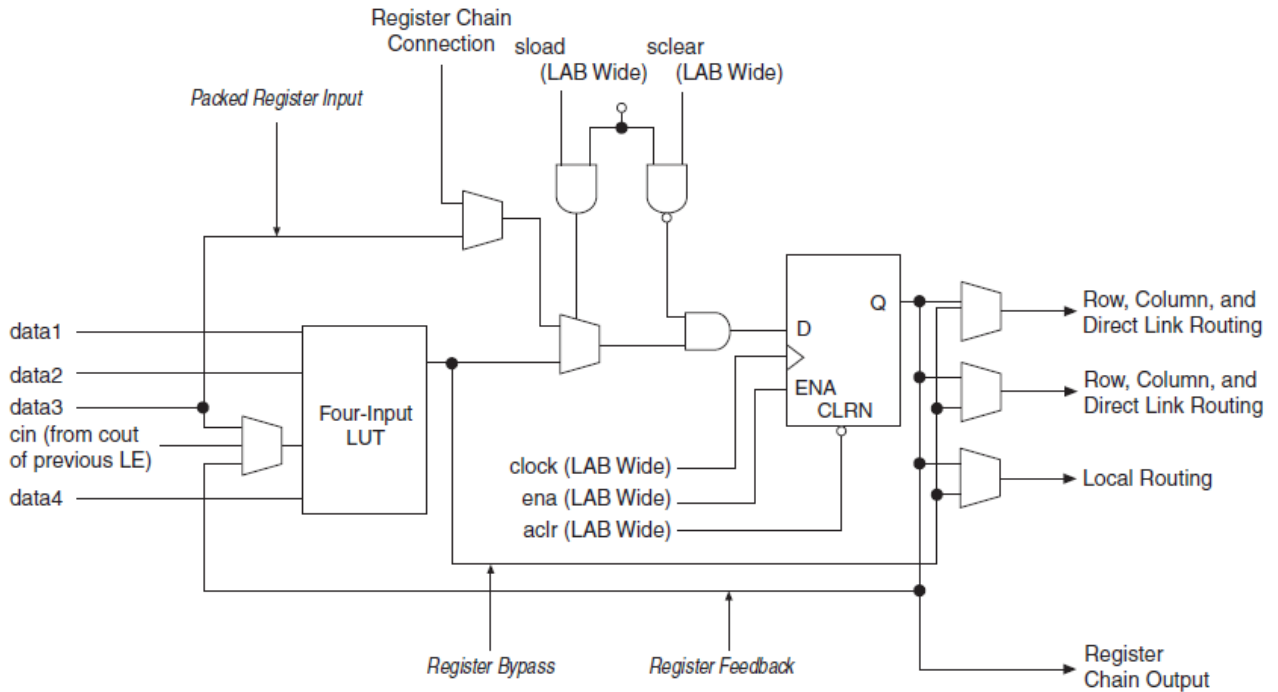 Register Chain
Connection
sload
(LAB Wide)
sclear
(LAB Wide)
Packed Register Input
data1
data2
data3
cin (from cout
of previous LE)
data4
Four-Input
LUT
D
Q
ENA
CLRN
clock (LAB Wide)
ena (LAB Wide)
aclr (LAB Wide)
Row, Column, and
Direct Link Routing
Row, Column, and
Direct Link Routing
Local Routing
Register Bypass
Register Feedback
Register
Chain Output